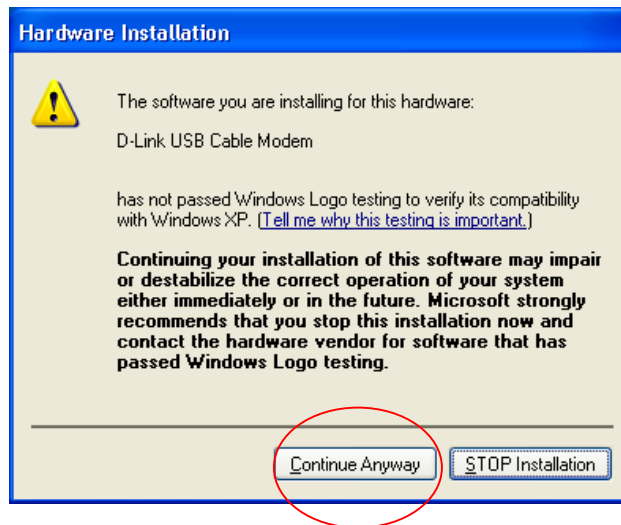 Hardware Installation
The software you are installing for this hardware:
D-Link USB Cable Modem
has not passed Windows Logo testing to verify its compatibility
with Windows XP. (Tell me why this testing is important.)
Continuing your installation of this software may impair
or destabilize the correct operation of your system
either immediately or in the future. Microsoft strongly
recommends that you stop this installation now and
contact the hardware vendor for software that has
passed Windows Logo testing.
Continue Anyway
STOP Installation